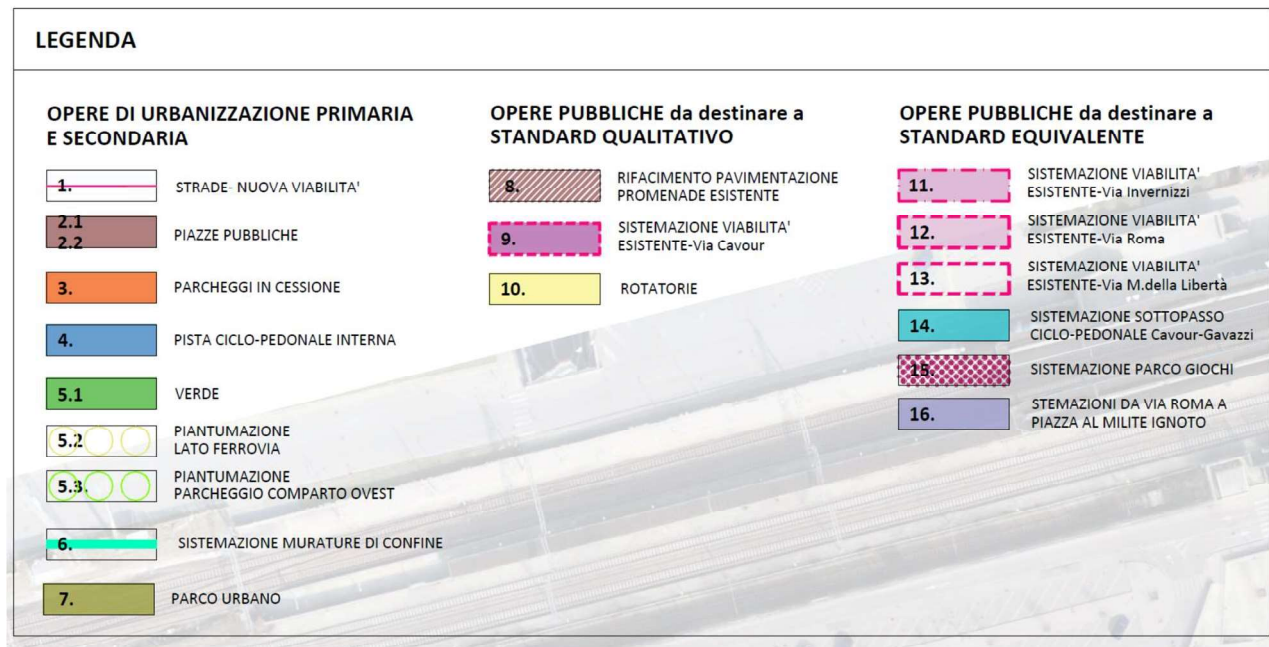 LEGENDA
OPERE DI URBANIZZAZIONE PRIMARIA
E SECONDARIA
1.
STRADE- NUOVA VIABILITA'
2.1
2.2
PIAZZE PUBBLICHE
3.
PARCHEGGI IN CESSIONE
4.
PISTA CICLO-PEDONALE INTERNA
5.1
VERDE
5.2
PIANTUMAZIONE
LATO FERROVIA
5.3.
PIANTUMAZIONE
PARCHEGGIO COMPARTO OVEST
6.
SISTEMAZIONE MURATURE DI CONFINE
7.
PARCO URBANO
OPERE PUBBLICHE da destinare a
STANDARD QUALITATIVO
8.
RIFACIMENTO PAVIMENTAZIONE
PROMENADE ESISTENTE
9.
SISTEMAZIONE VIABILITA'
ESISTENTE-Via Cavour
10.
ROTATORIE
OPERE PUBBLICHE da destinare a
STANDARD EQUIVALENTE
11.
SISTEMAZIONE VIABILITA'
ESISTENTE-Via Invernizzi
12.
SISTEMAZIONE VIABILITA'
ESISTENTE-Via Roma
13.
SISTEMAZIONE VIABILITA'
ESISTENTE-Via M.della Libertà
14.
SISTEMAZIONE SOTTOPASSO
CICLO-PEDONALE Cavour-Gavazzi
15.
SISTEMAZIONE PARCO GIOCHI
16.
STEMAZIONI DA VIA ROMA A
PIAZZA AL MILITE IGNOTO